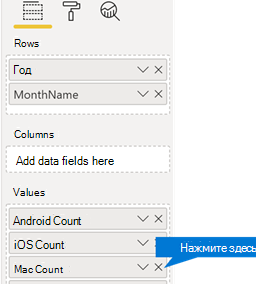 Rows
Год
MonthName
Columns
Add data fields here
Values
Android Count
iOS Count
Нажмите здесь
Mac Count